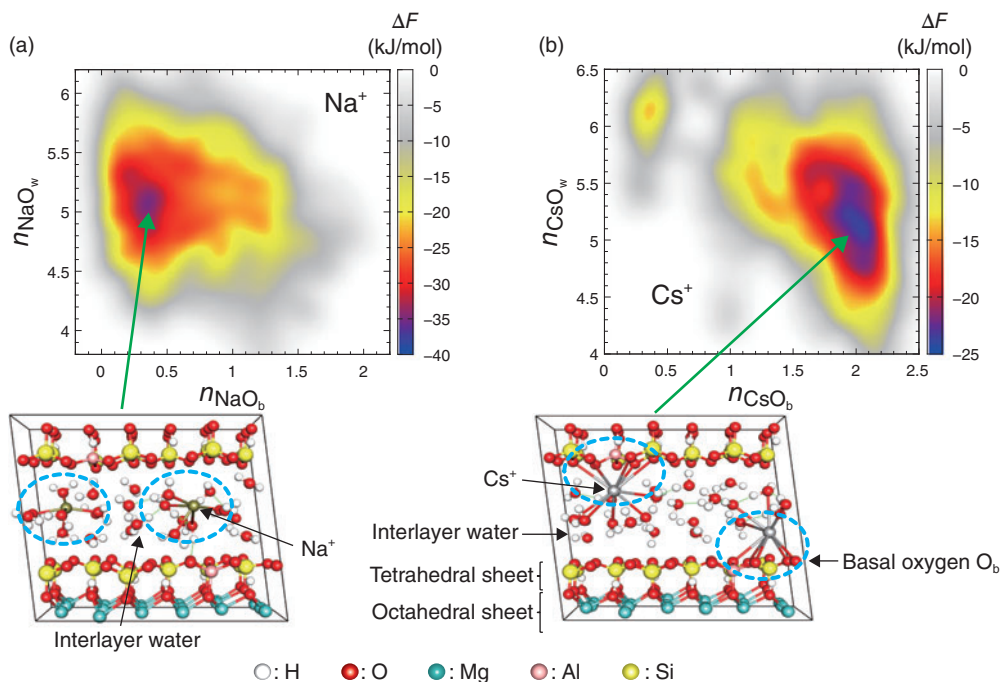 (a)
ΔF
(kJ/mol)
Na⁺
n_NaO_w
6
5.5
5
4.5
4
0
0.5
1
1.5
2
n_NaO_b
0
−5
−10
−15
−20
−25
−30
−35
−40
(b)
ΔF
(kJ/mol)
Cs⁺
n_CsO_w
6.5
6
5.5
5
4.5
4
0
0.5
1
1.5
2
2.5
n_CsO_b
0
−5
−10
−15
−20
−25
Na⁺
Interlayer water
Cs⁺
Interlayer water
Tetrahedral sheet
Octahedral sheet
Basal oxygen O_b
: H : O : Mg : Al : Si